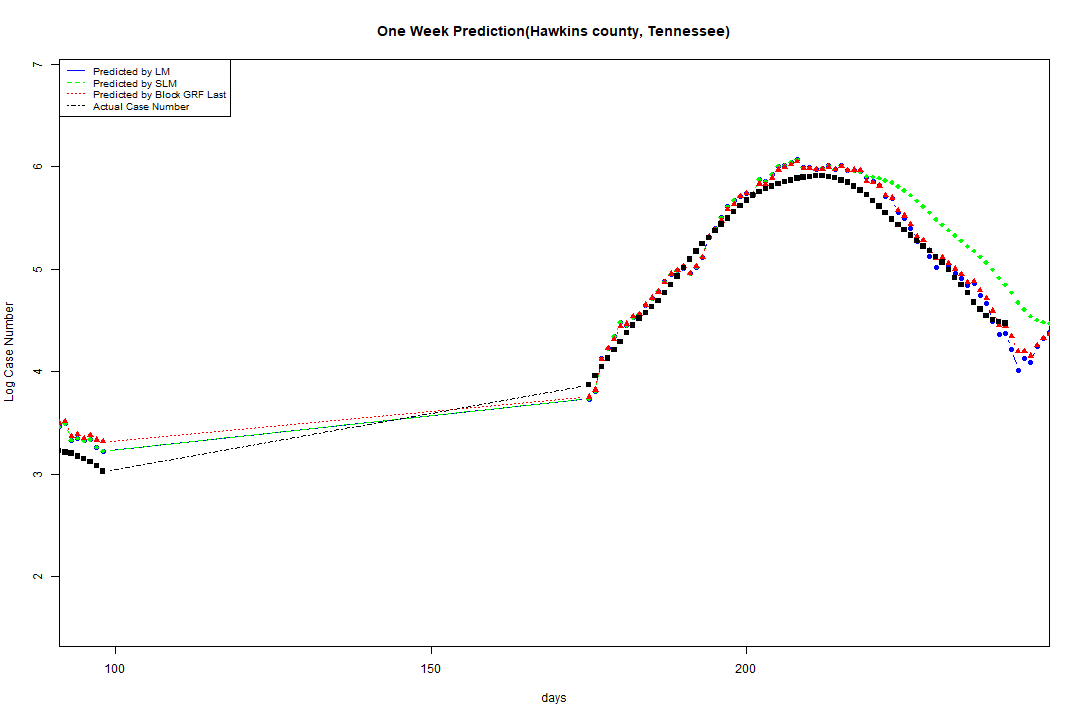 One Week Prediction(Hawkins county, Tennessee)
Predicted by LM
Predicted by SLM
Predicted by Block GRF Last
Actual Case Number
7
6
5
4
3
2
Log Case Number
100
150
200
days